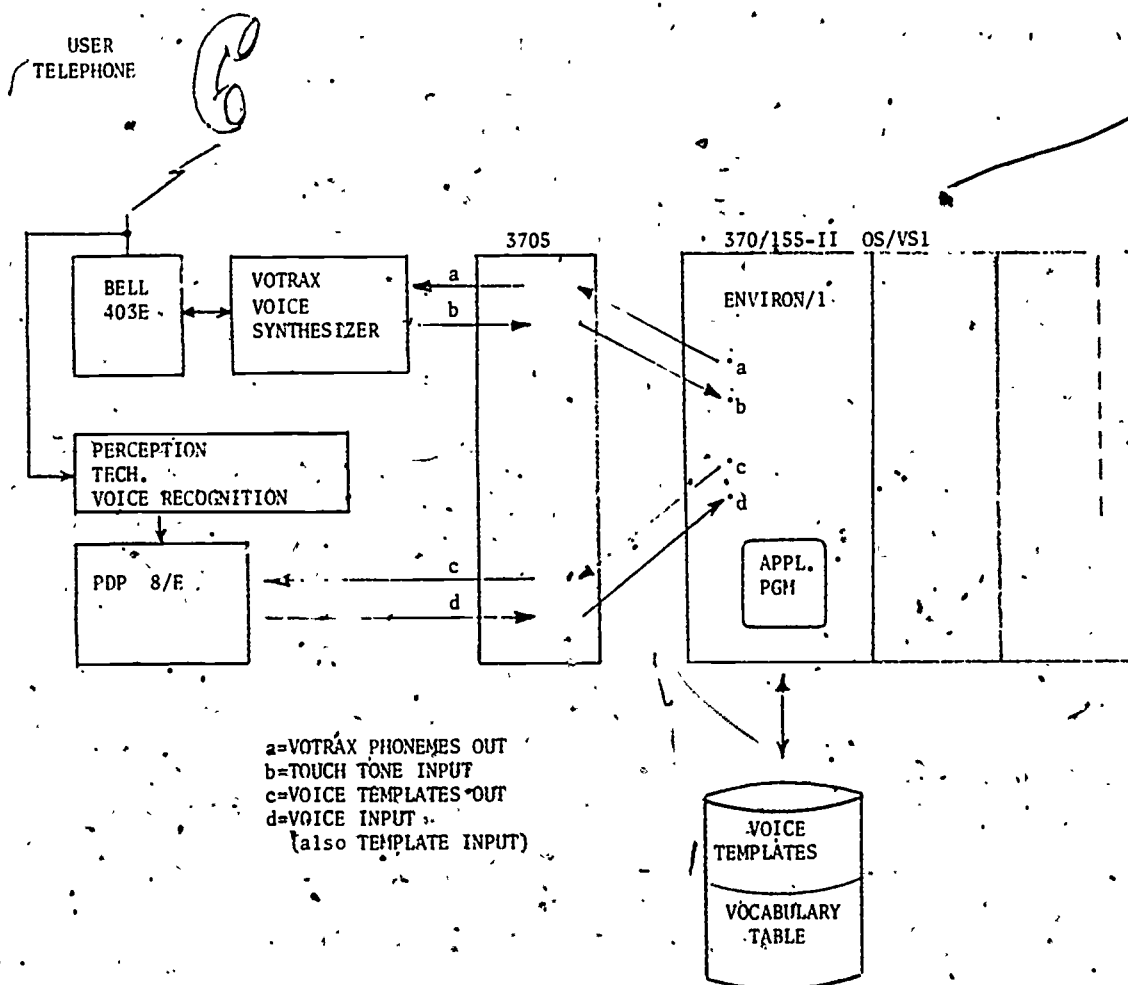 USER
TELEPHONE
3705
370/155-II OS/VS1
BELL
403E
VOTRAX
VOICE
SYNTHESIZER
a
b
ENVIRON/1
a
b
c
d
PERCEPTION
TECH.
VOICE RECOGNITION
PDP 8/E
c
d
APPL.
PGM
a=VOTRAX PHONEMES OUT
b=TOUCH TONE INPUT
c=VOICE TEMPLATES OUT
d=VOICE INPUT
(also TEMPLATE INPUT)
VOICE
TEMPLATES
VOCABULARY
TABLE